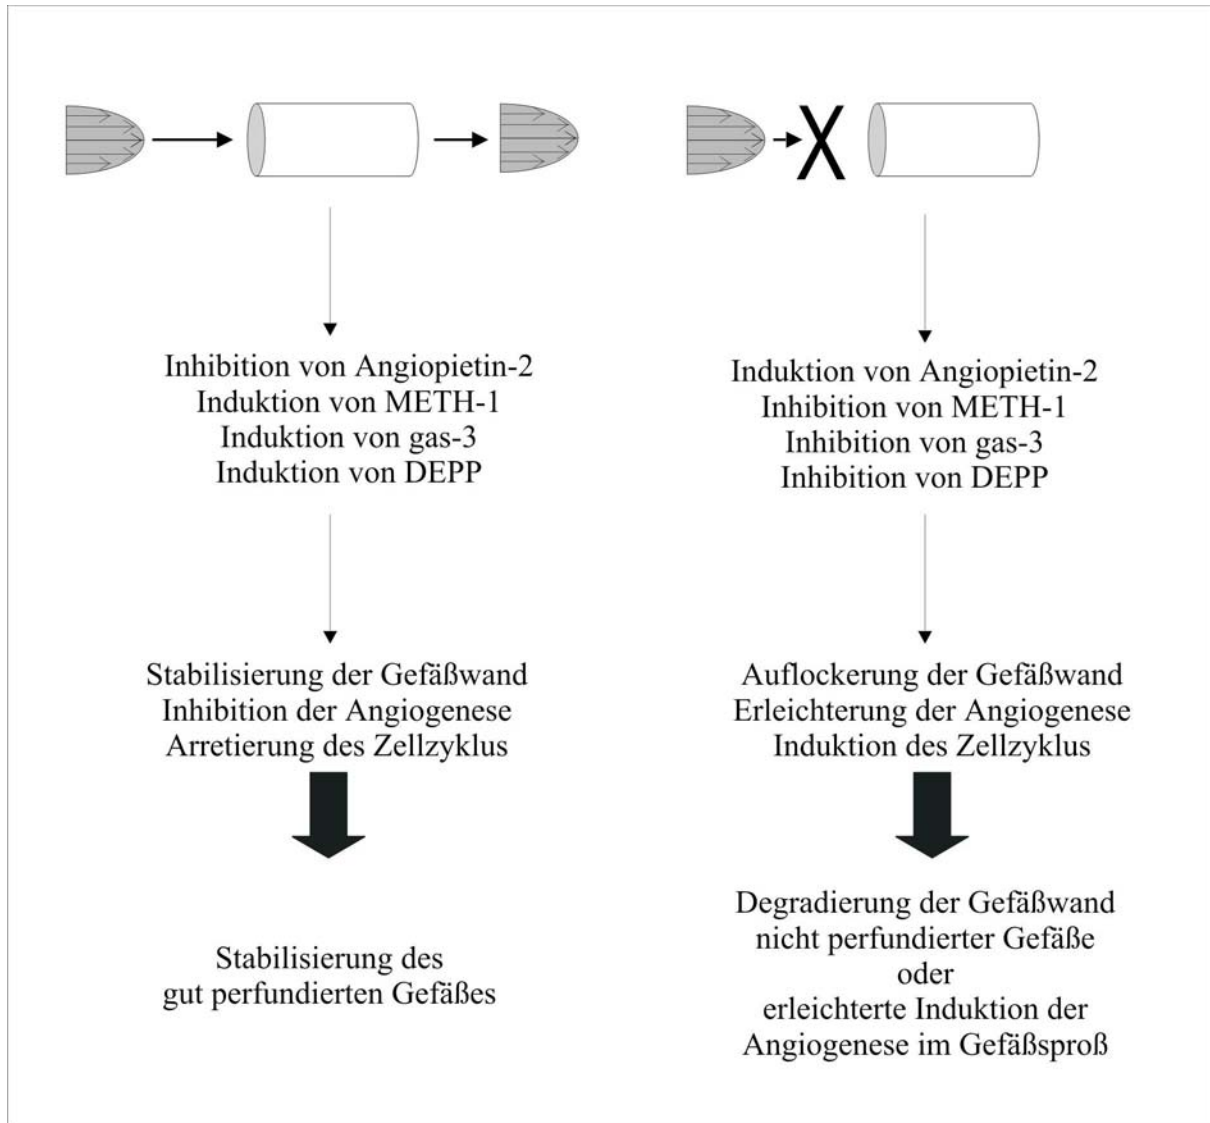 Inhibition von Angiopietin-2
Induktion von METH-1
Induktion von gas-3
Induktion von DEPP
Stabilisierung der Gefäßwand
Inhibition der Angiogenese
Arretierung des Zellzyklus
Stabilisierung des
gut perfundierten Gefäßes
Induktion von Angiopietin-2
Inhibition von METH-1
Inhibition von gas-3
Inhibition von DEPP
Auflockerung der Gefäßwand
Erleichterung der Angiogenese
Induktion des Zellzyklus
Degradierung der Gefäßwand
nicht perfundierter Gefäße
oder
erleichterte Induktion der
Angiogenese im Gefäßsproß